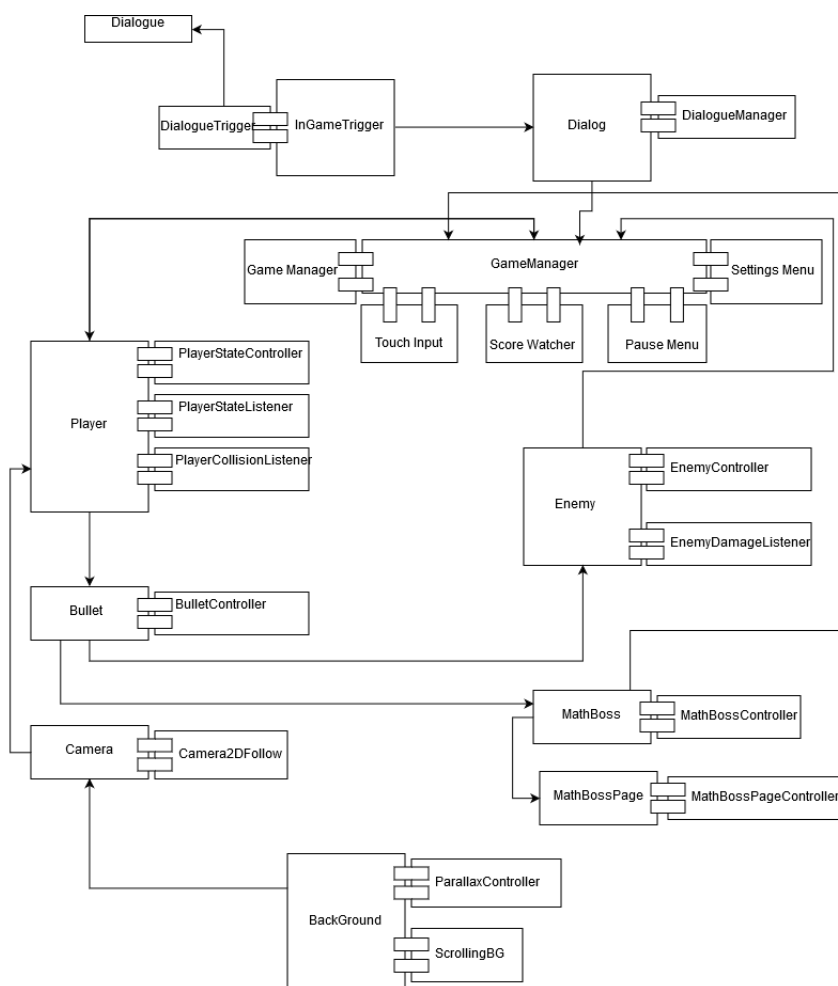 Dialogue
DialogueTrigger
InGameTrigger
Dialog
DialogueManager
Game Manager
GameManager
Settings Menu
Touch Input
Score Watcher
Pause Menu
Player
PlayerStateController
PlayerStateListener
PlayerCollisionListener
Enemy
EnemyController
EnemyDamageListener
Bullet
BulletController
MathBoss
MathBossController
Camera
Camera2DFollow
MathBossPage
MathBossPageController
BackGround
ParallaxController
ScrollingBG